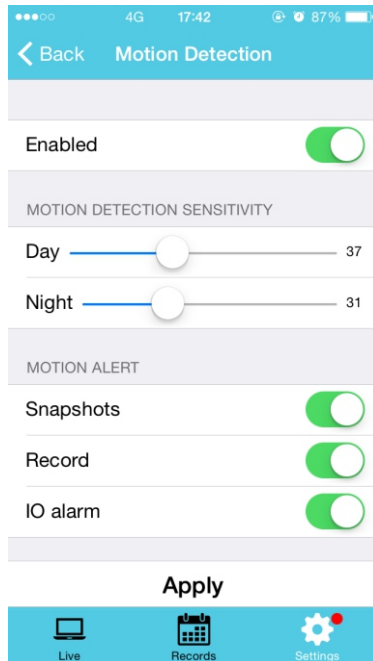 4G 17:42 87%
Back Motion Detection
Enabled
MOTION DETECTION SENSITIVITY
Day 37
Night 31
MOTION ALERT
Snapshots
Record
IO alarm
Apply
Live Records Settings